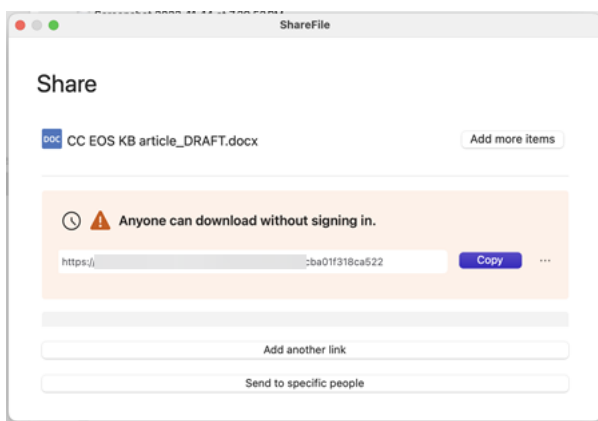 ShareFile
Share
DOC CC EOS KB article_DRAFT.docx
Add more items
Anyone can download without signing in.
https:/ cba01f318ca522
Copy
Add another link
Send to specific people